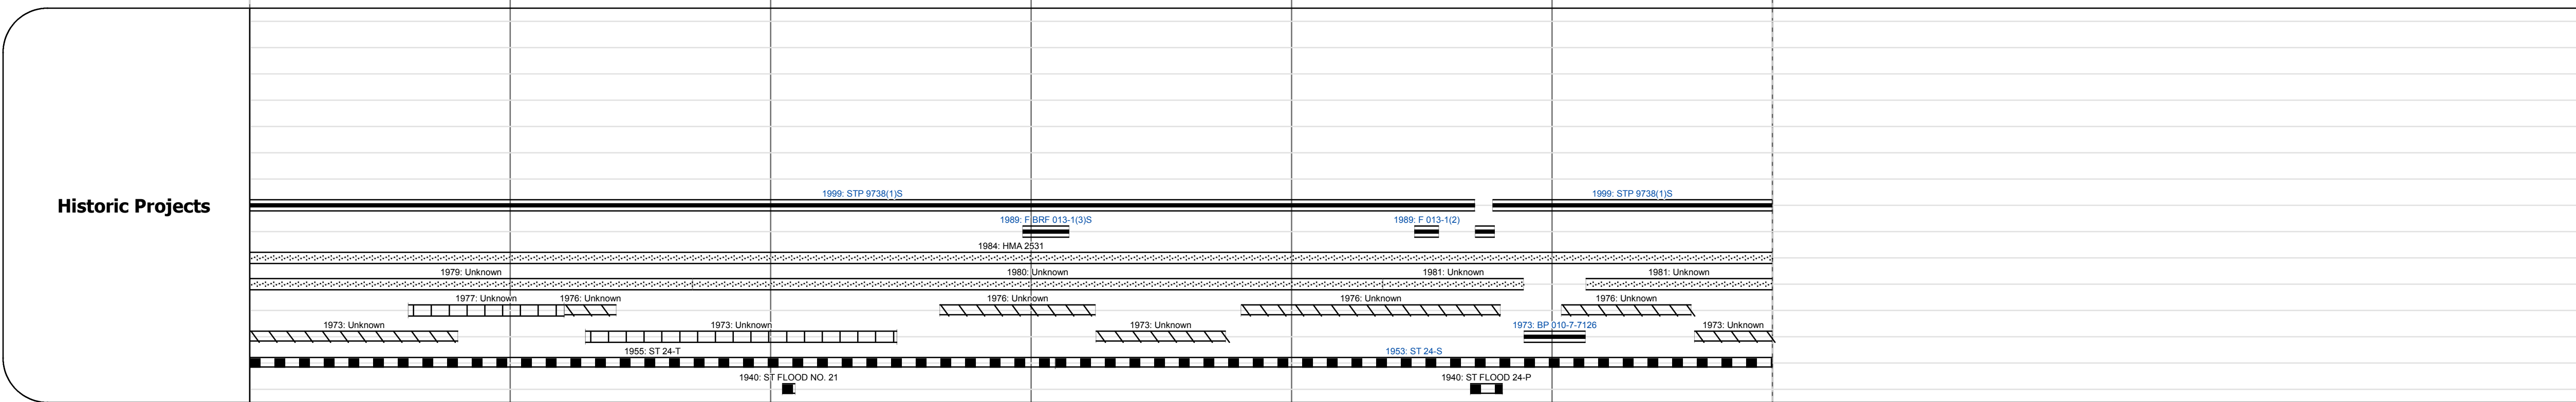 1999: STP 9738(1)S
1999: STP 9738(1)S
Historic Projects
1989: F BRF 013-1(3)S
1989: F 013-1(2)
1984: HMA 2531
1979: Unknown
1980: Unknown
1981: Unknown
1981: Unknown
1977: Unknown
1976: Unknown
1976: Unknown
1976: Unknown
1976: Unknown
1973: Unknown
1973: Unknown
1973: Unknown
1973: BP 010-7-7126
1973: Unknown
1955: ST 24-T
1953: ST 24-S
1940: ST FLOOD NO. 21
1940: ST FLOOD 24-P